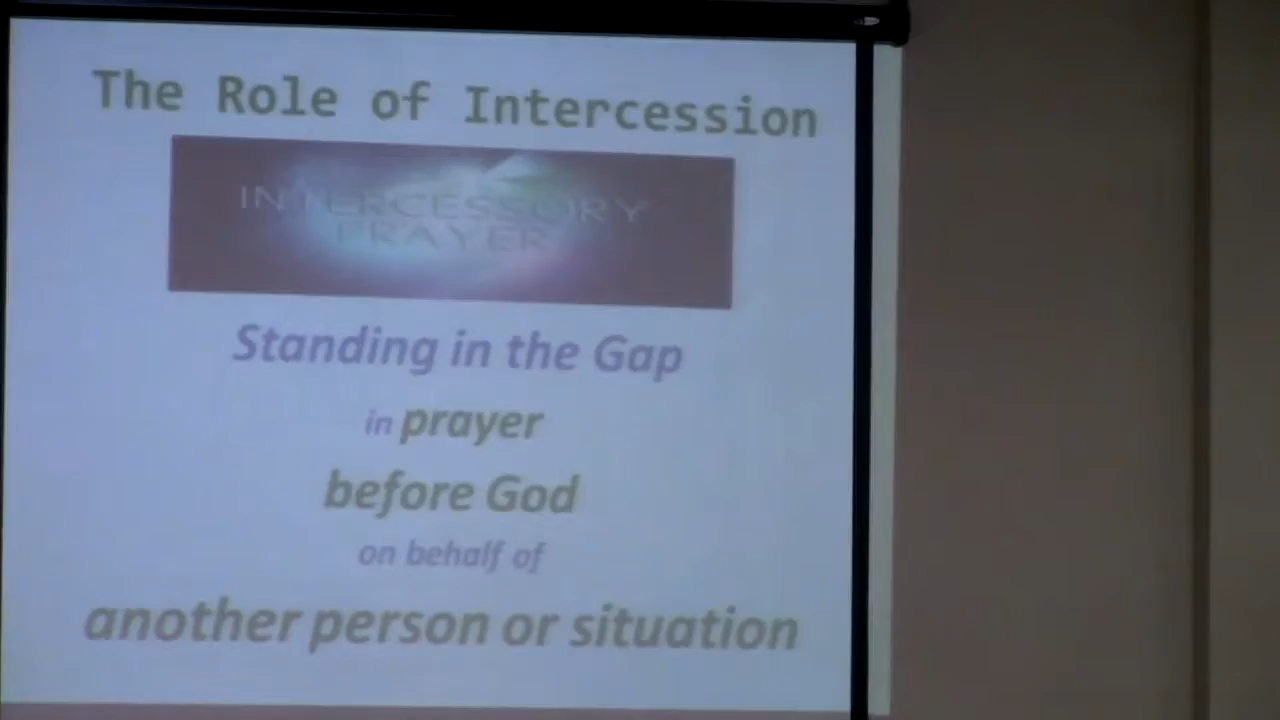 The Role of Intercession
INTERCESSORY
PRAYER
Standing in the Gap
in prayer
before God
on behalf of
another person or situation